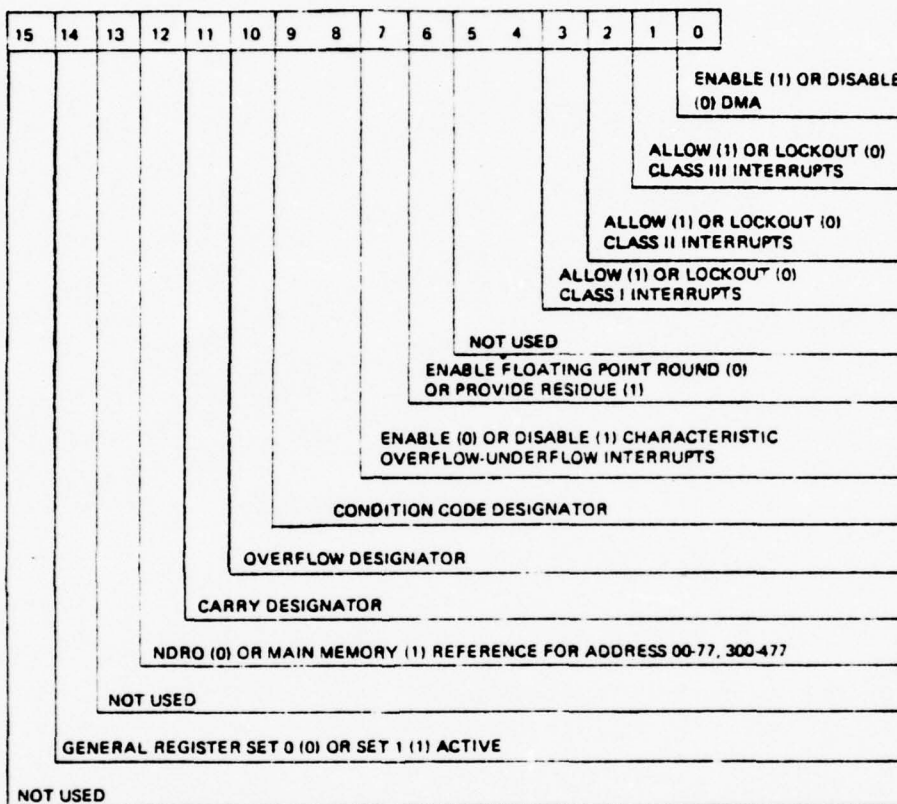 15 14 13 12 11 10 9 8 7 6 5 4 3 2 1 0
ENABLE (1) OR DISABLE
(0) DMA
ALLOW (1) OR LOCKOUT (0)
CLASS III INTERRUPTS
ALLOW (1) OR LOCKOUT (0)
CLASS II INTERRUPTS
ALLOW (1) OR LOCKOUT (0)
CLASS I INTERRUPTS
NOT USED
ENABLE FLOATING POINT ROUND (0)
OR PROVIDE RESIDUE (1)
ENABLE (0) OR DISABLE (1) CHARACTERISTIC
OVERFLOW-UNDERFLOW INTERRUPTS
CONDITION CODE DESIGNATOR
OVERFLOW DESIGNATOR
CARRY DESIGNATOR
NDRO (0) OR MAIN MEMORY (1) REFERENCE FOR ADDRESS 00-77, 300-477
NOT USED
GENERAL REGISTER SET 0 (0) OR SET 1 (1) ACTIVE
NOT USED